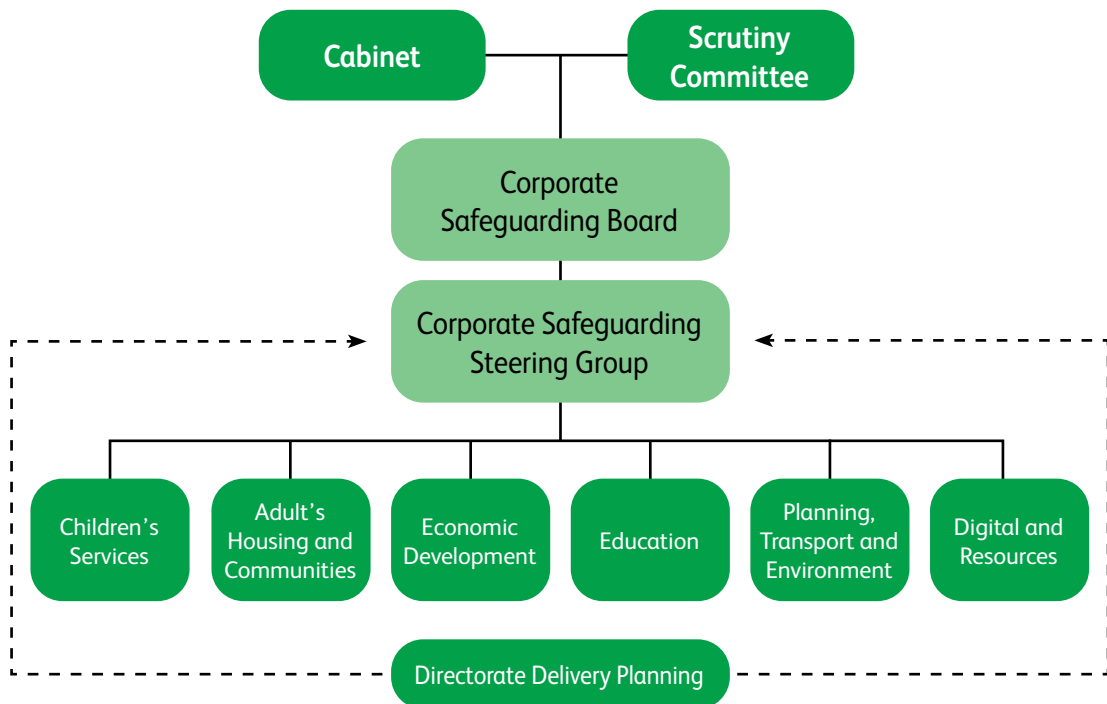 Cabinet
Scrutiny
Committee
Corporate
Safeguarding Board
Corporate Safeguarding
Steering Group
Children’s
Services
Adult’s
Housing and
Communities
Economic
Development
Education
Planning,
Transport and
Environment
Digital and
Resources
Directorate Delivery Planning